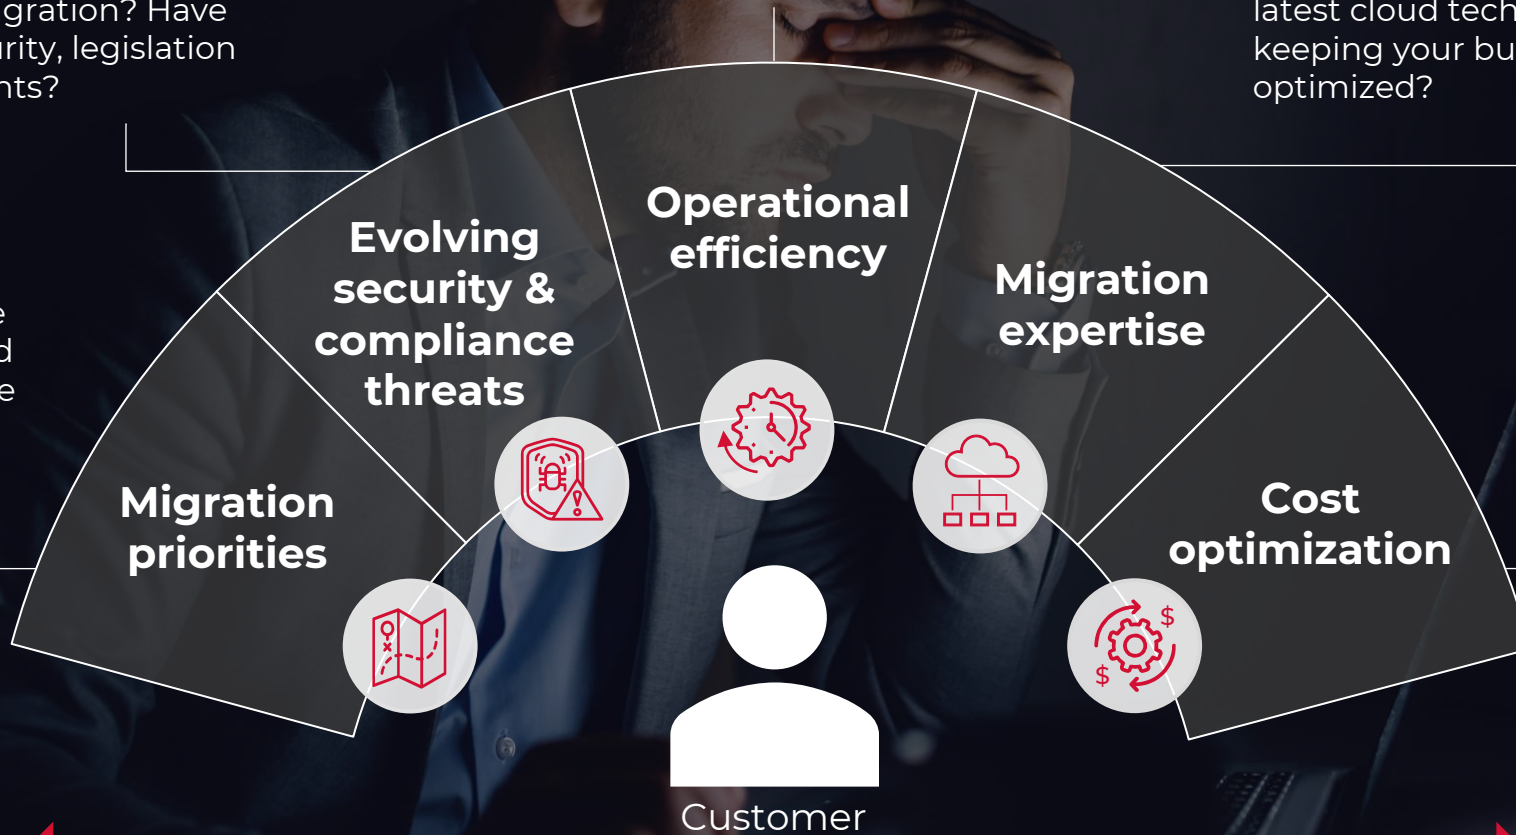 gration? Have
rity, legislation
nts?
latest cloud tech
keeping your bu
optimized?
Operational
efficiency
Evolving
security &
compliance
threats
Migration
expertise
e
d
e
Migration
priorities
Cost
optimization
$
$
Customer